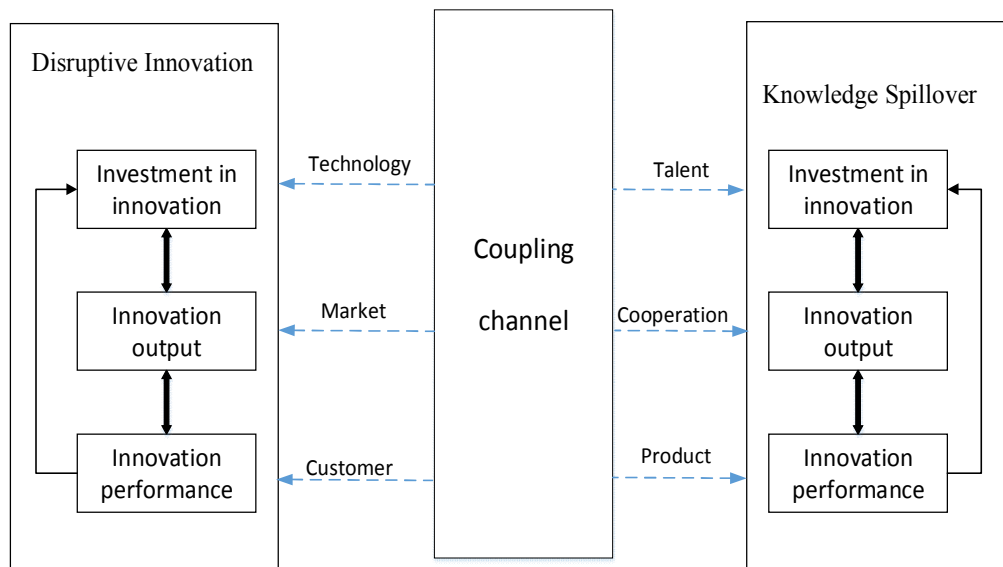 Disruptive Innovation
Investment in
innovation
Innovation
output
Innovation
performance
Technology
Market
Customer
Coupling
channel
Talent
Cooperation
Product
Knowledge Spillover
Investment in
innovation
Innovation
output
Innovation
performance